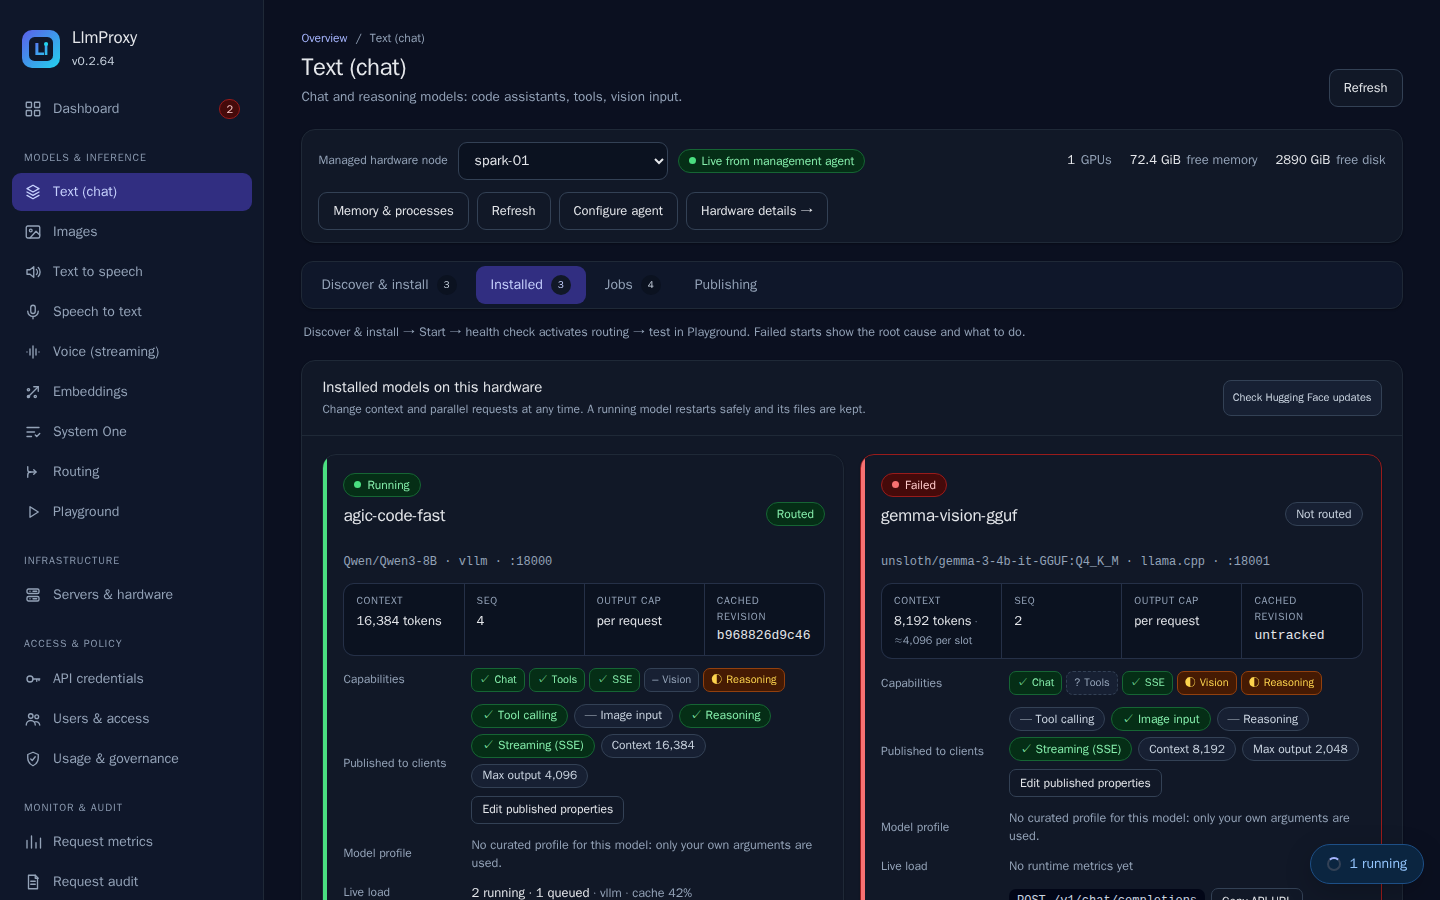 LlmProxy
v0.2.64
Dashboard 2
MODELS & INFERENCE
Text (chat)
Images
Text to speech
Speech to text
Voice (streaming)
Embeddings
System One
Routing
Playground
INFRASTRUCTURE
Servers & hardware
ACCESS & POLICY
API credentials
Users & access
Usage & governance
MONITOR & AUDIT
Request metrics
Request audit
Overview / Text (chat)
Text (chat)
Chat and reasoning models: code assistants, tools, vision input.
Refresh
Managed hardware node spark-01 Live from management agent 1 GPUs 72.4 GiB free memory 2890 GiB free disk
Memory & processes Refresh Configure agent Hardware details →
Discover & install 3 Installed 3 Jobs 4 Publishing
Discover & install → Start → health check activates routing → test in Playground. Failed starts show the root cause and what to do.
Installed models on this hardware
Change context and parallel requests at any time. A running model restarts safely and its files are kept.
Check Hugging Face updates
Running
agic-code-fast Routed
Qwen/Qwen3-8B · vllm · :18000
CONTEXT SEQ OUTPUT CAP CACHED REVISION
16,384 tokens 4 per request b968826d9c46
Capabilities ✓ Chat ✓ Tools ✓ SSE – Vision Reasoning
Published to clients
✓ Tool calling — Image input ✓ Reasoning
✓ Streaming (SSE) Context 16,384
Max output 4,096
Edit published properties
Model profile No curated profile for this model: only your own arguments are
used.
Live load 2 running · 1 queued · vllm · cache 42%
Failed
gemma-vision-gguf Not routed
unsloth/gemma-3-4b-it-GGUF:Q4_K_M · llama.cpp · :18001
CONTEXT SEQ OUTPUT CAP CACHED REVISION
8,192 tokens · 2 per request untracked
≈4,096 per slot
Capabilities ✓ Chat ? Tools ✓ SSE Vision Reasoning
Published to clients
— Tool calling ✓ Image input — Reasoning
✓ Streaming (SSE) Context 8,192 Max output 2,048
Edit published properties
Model profile No curated profile for this model: only your own arguments are
used.
Live load No runtime metrics yet
POST /v1/chat/completions Copy API URL
1 running